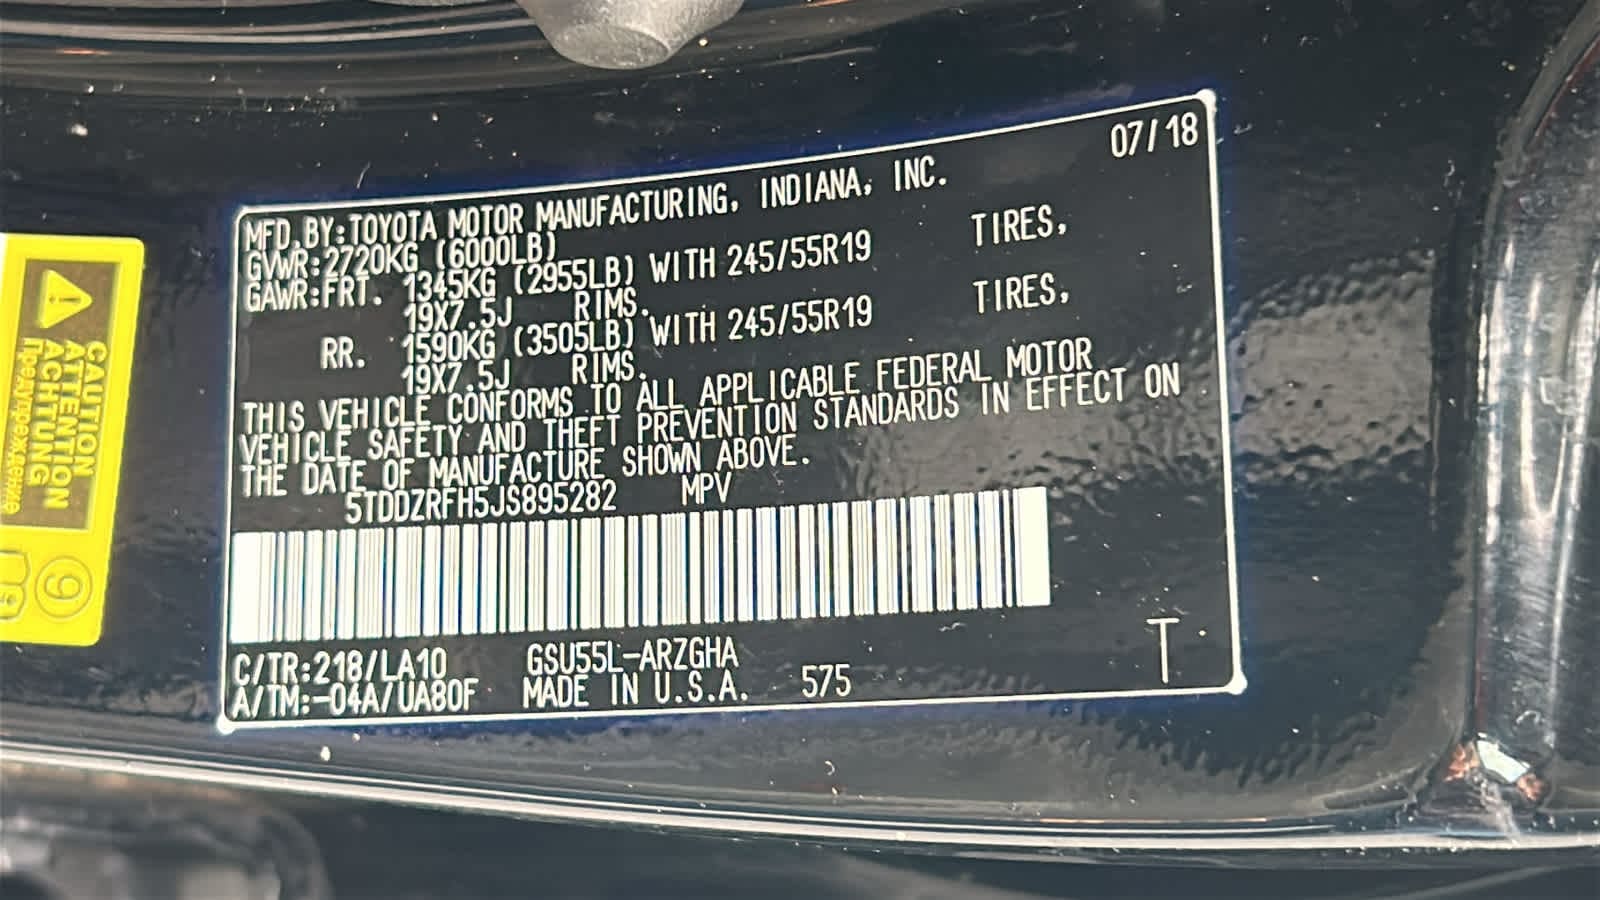 07/18
MFD.BY:TOYOTA MOTOR MANUFACTURING, INDIANA, INC.
GVWR:2720KG (6000LB)
GAWR:FRT. 1345KG (2955LB) WITH 245/55R19 TIRES,
19X7.5J RIMS.
RR. 1590KG (3505LB) WITH 245/55R19 TIRES,
19X7.5J RIMS.
THIS VEHICLE CONFORMS TO ALL APPLICABLE FEDERAL MOTOR
VEHICLE SAFETY AND THEFT PREVENTION STANDARDS IN EFFECT ON
THE DATE OF MANUFACTURE SHOWN ABOVE.
5TDDZRFH5JS895282 MPV
C/TR:218/LA10 GSU55L-ARZGHA
A/TM:-04A/UA80F MADE IN U.S.A. 575 T
CAUTION
ATTENTION
ACHTUNG
Предупреждение
9
9